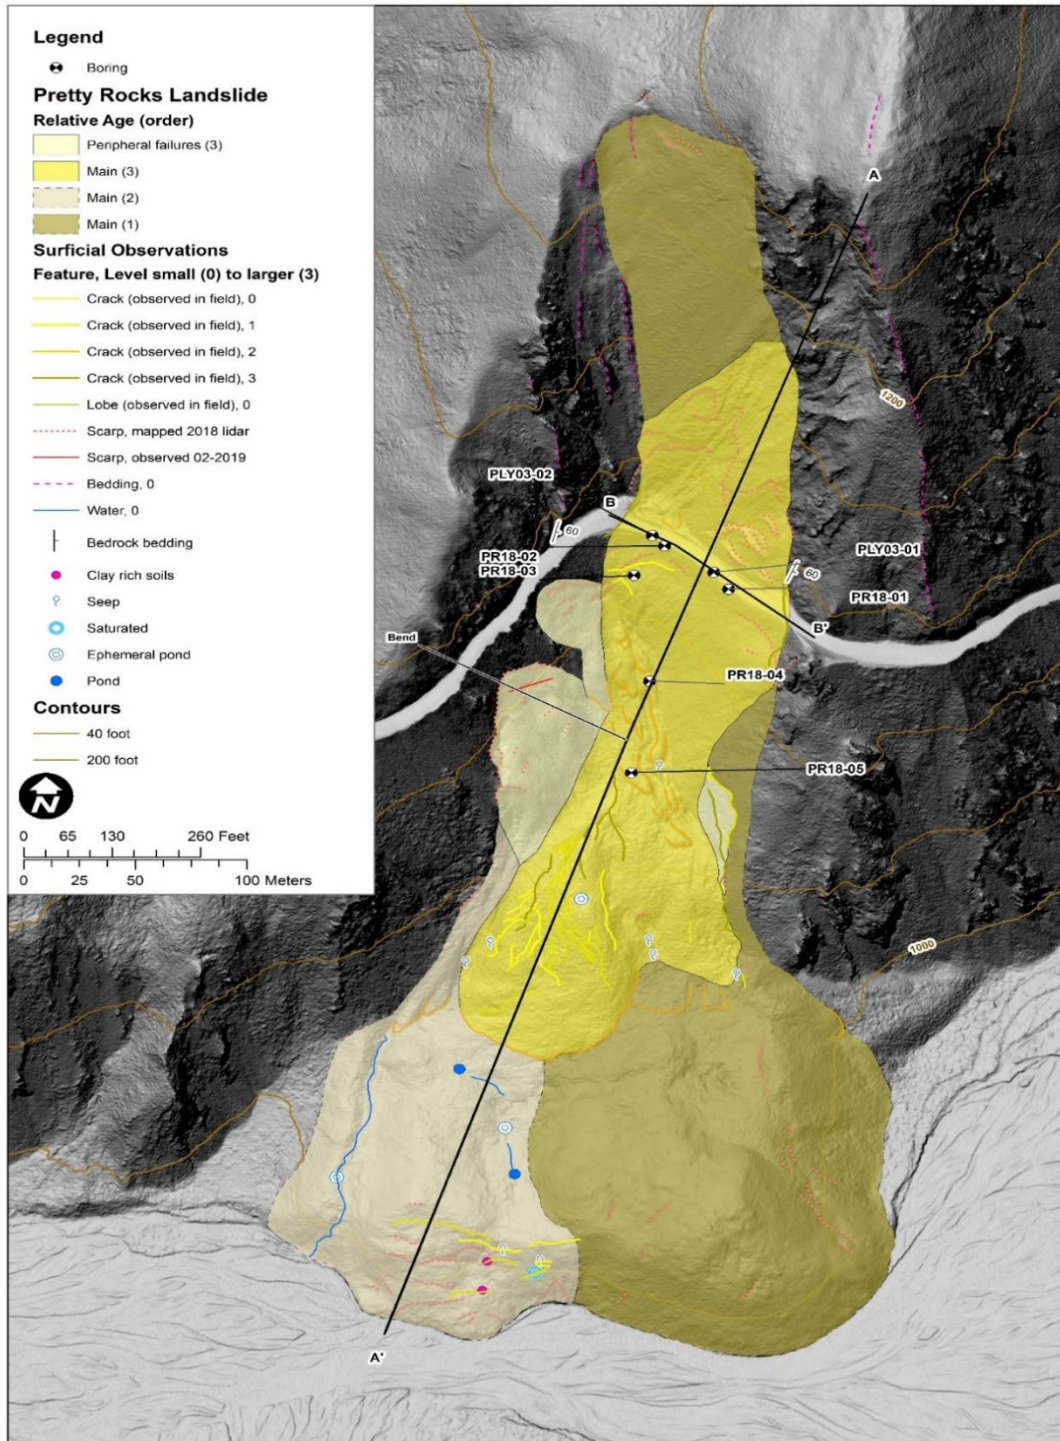 Legend
Boring
Pretty Rocks Landslide
Relative Age (order)
Peripheral failures (3)
Main (3)
Main (2)
Main (1)
Surficial Observations
Feature, Level small (0) to larger (3)
Crack (observed in field), 0
Crack (observed in field), 1
Crack (observed in field), 2
Crack (observed in field), 3
Lobe (observed in field), 0
Scarp, mapped 2018 lidar
Scarp, observed 02-2019
Bedding, 0
Water, 0
Bedrock bedding
Clay rich soils
Seep
Saturated
Ephemeral pond
Pond
Contours
40 foot
200 foot
N
0 65 130 260 Feet
0 25 50 100 Meters
A
1200
PLY03-02
B
60
PR18-02
PR18-03
PLY03-01
60
PR18-01
B'
Bend
PR18-04
PR18-05
1000
A'